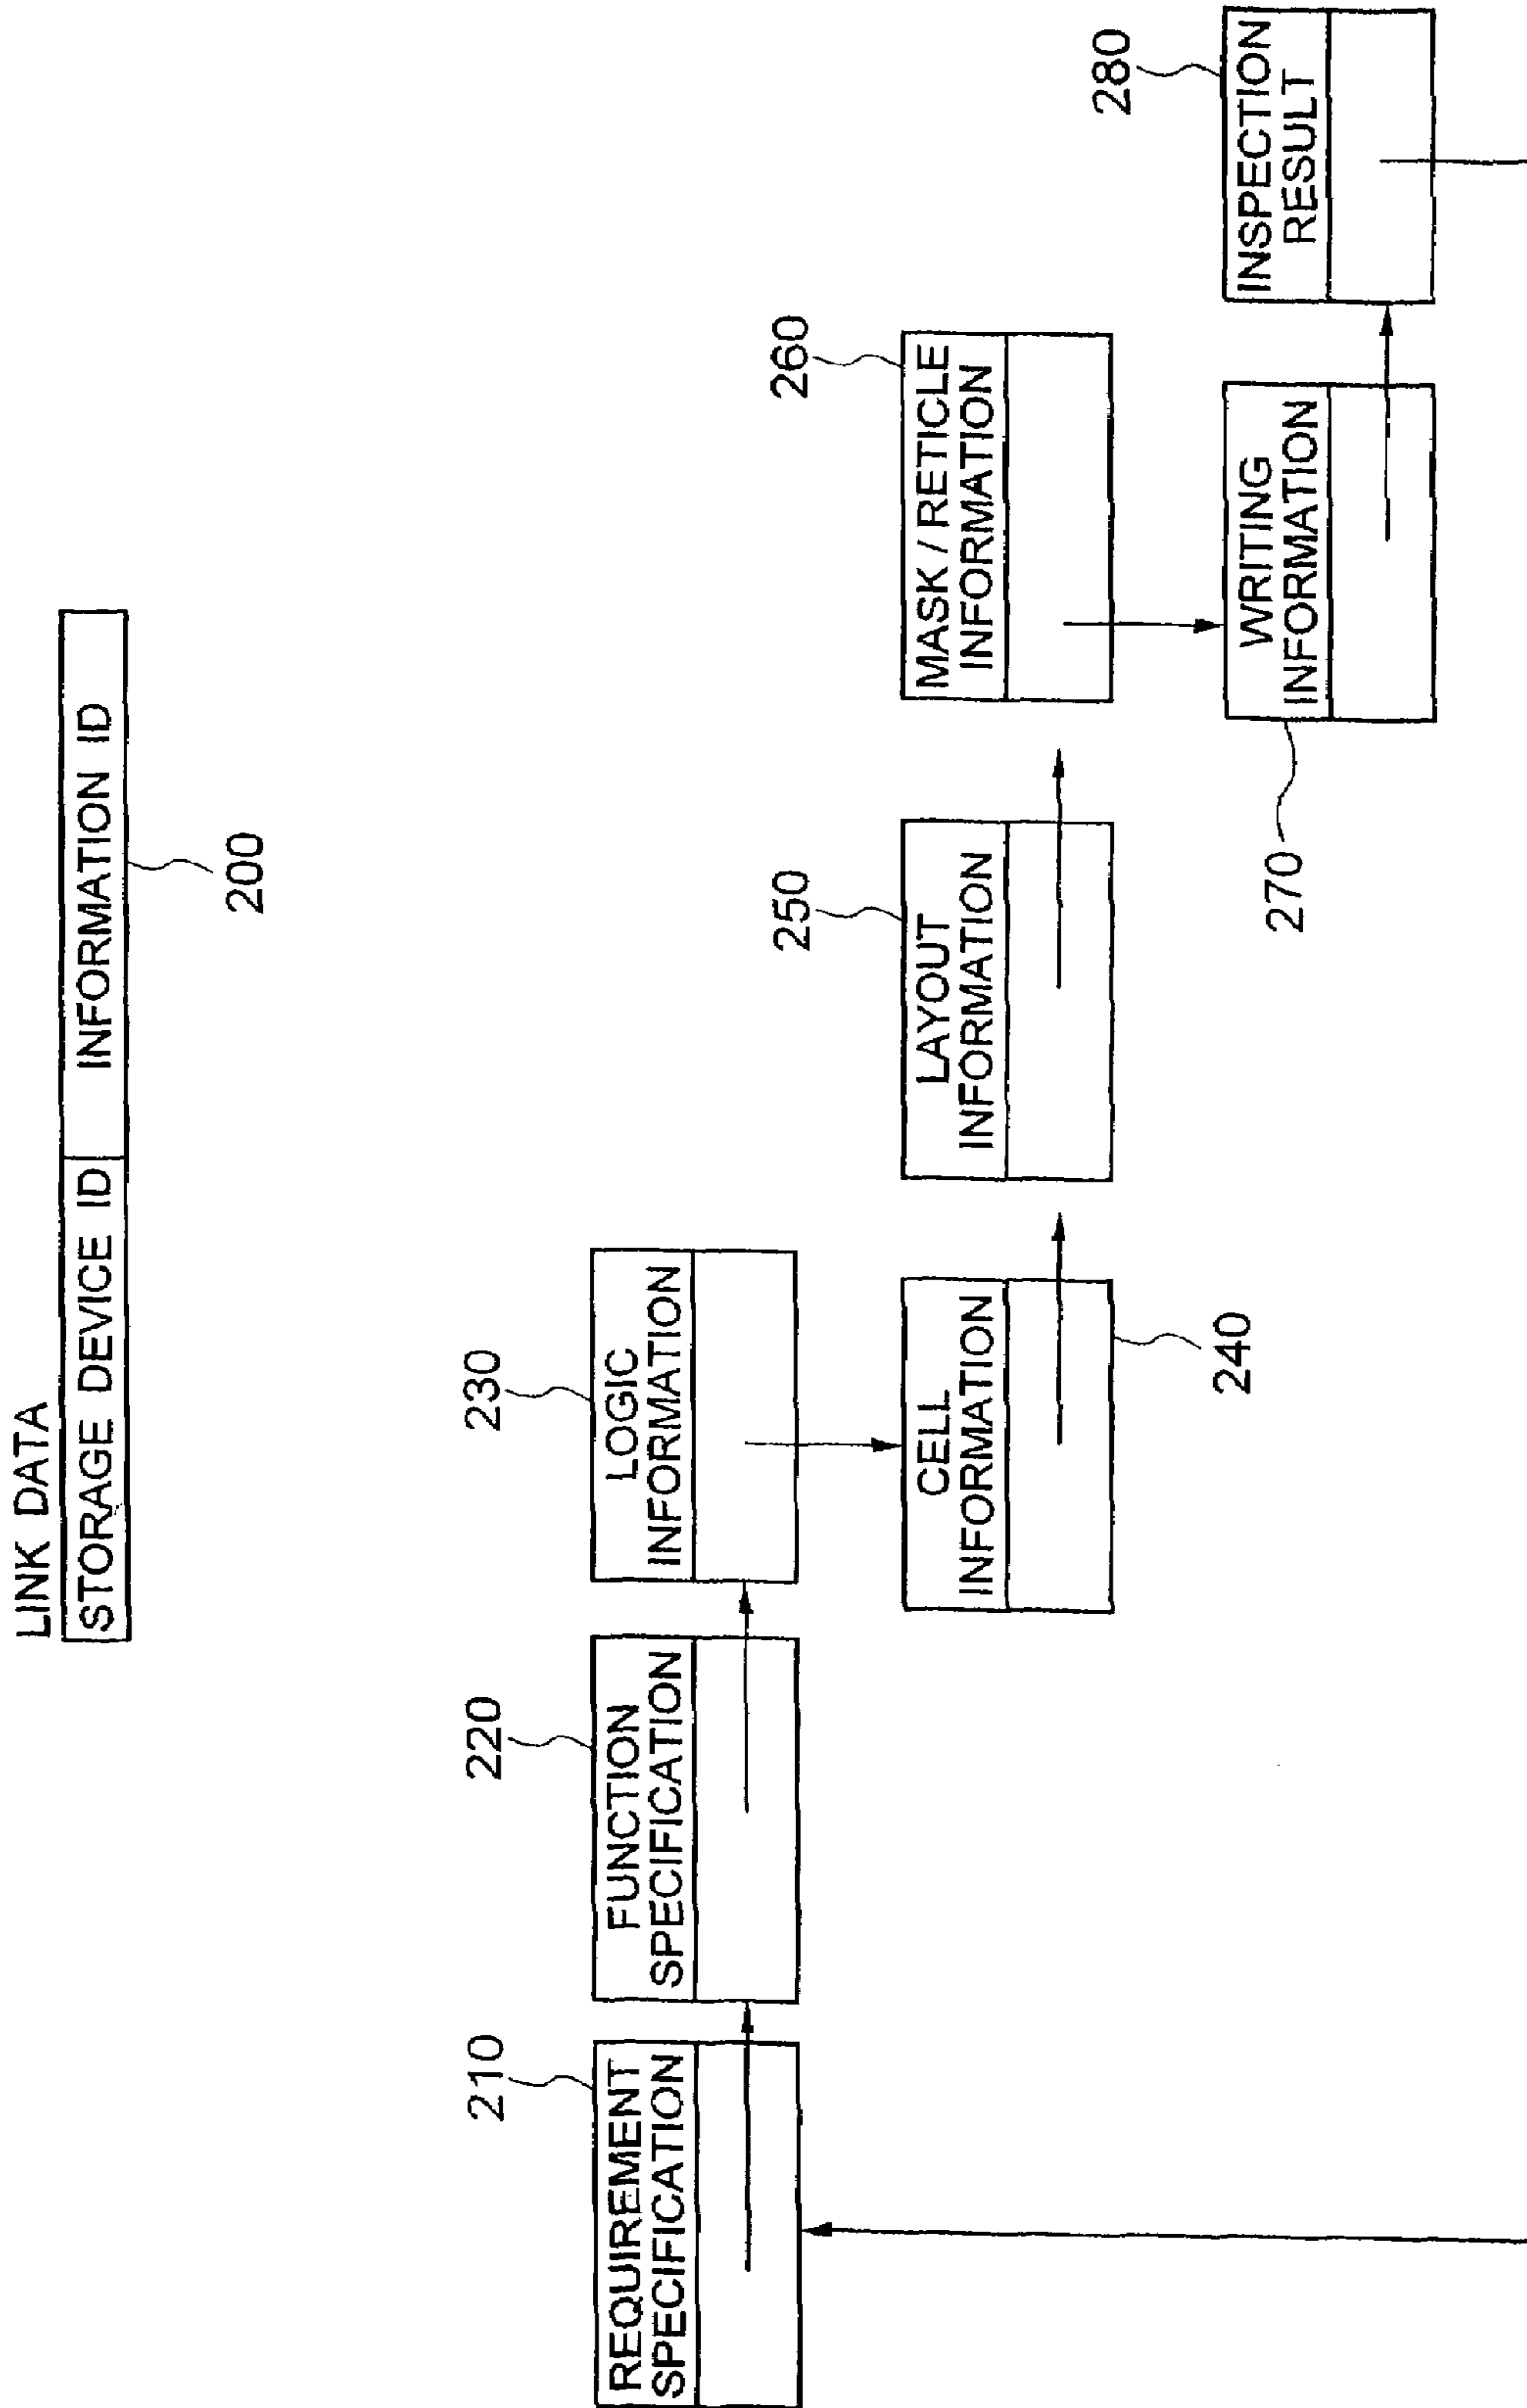 LINK DATA
STORAGE DEVICE ID INFORMATION ID
200
210
REQUIREMENT
SPECIFICATION
220
FUNCTION
SPECIFICATION
230
LOGIC
INFORMATION
CELL
INFORMATION
240
250
LAYOUT
INFORMATION
260
MASK / RETICLE
INFORMATION
WRITING
INFORMATION
270
280
INSPECTION
RESULT